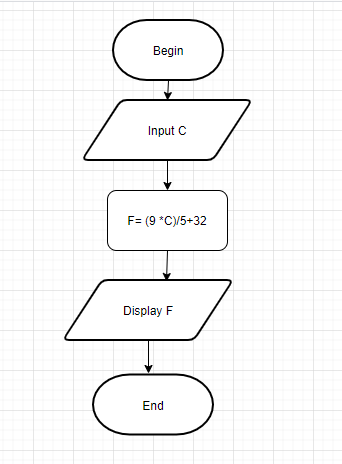 Begin
Input C
F= (9 *C)/5+32
Display F
End